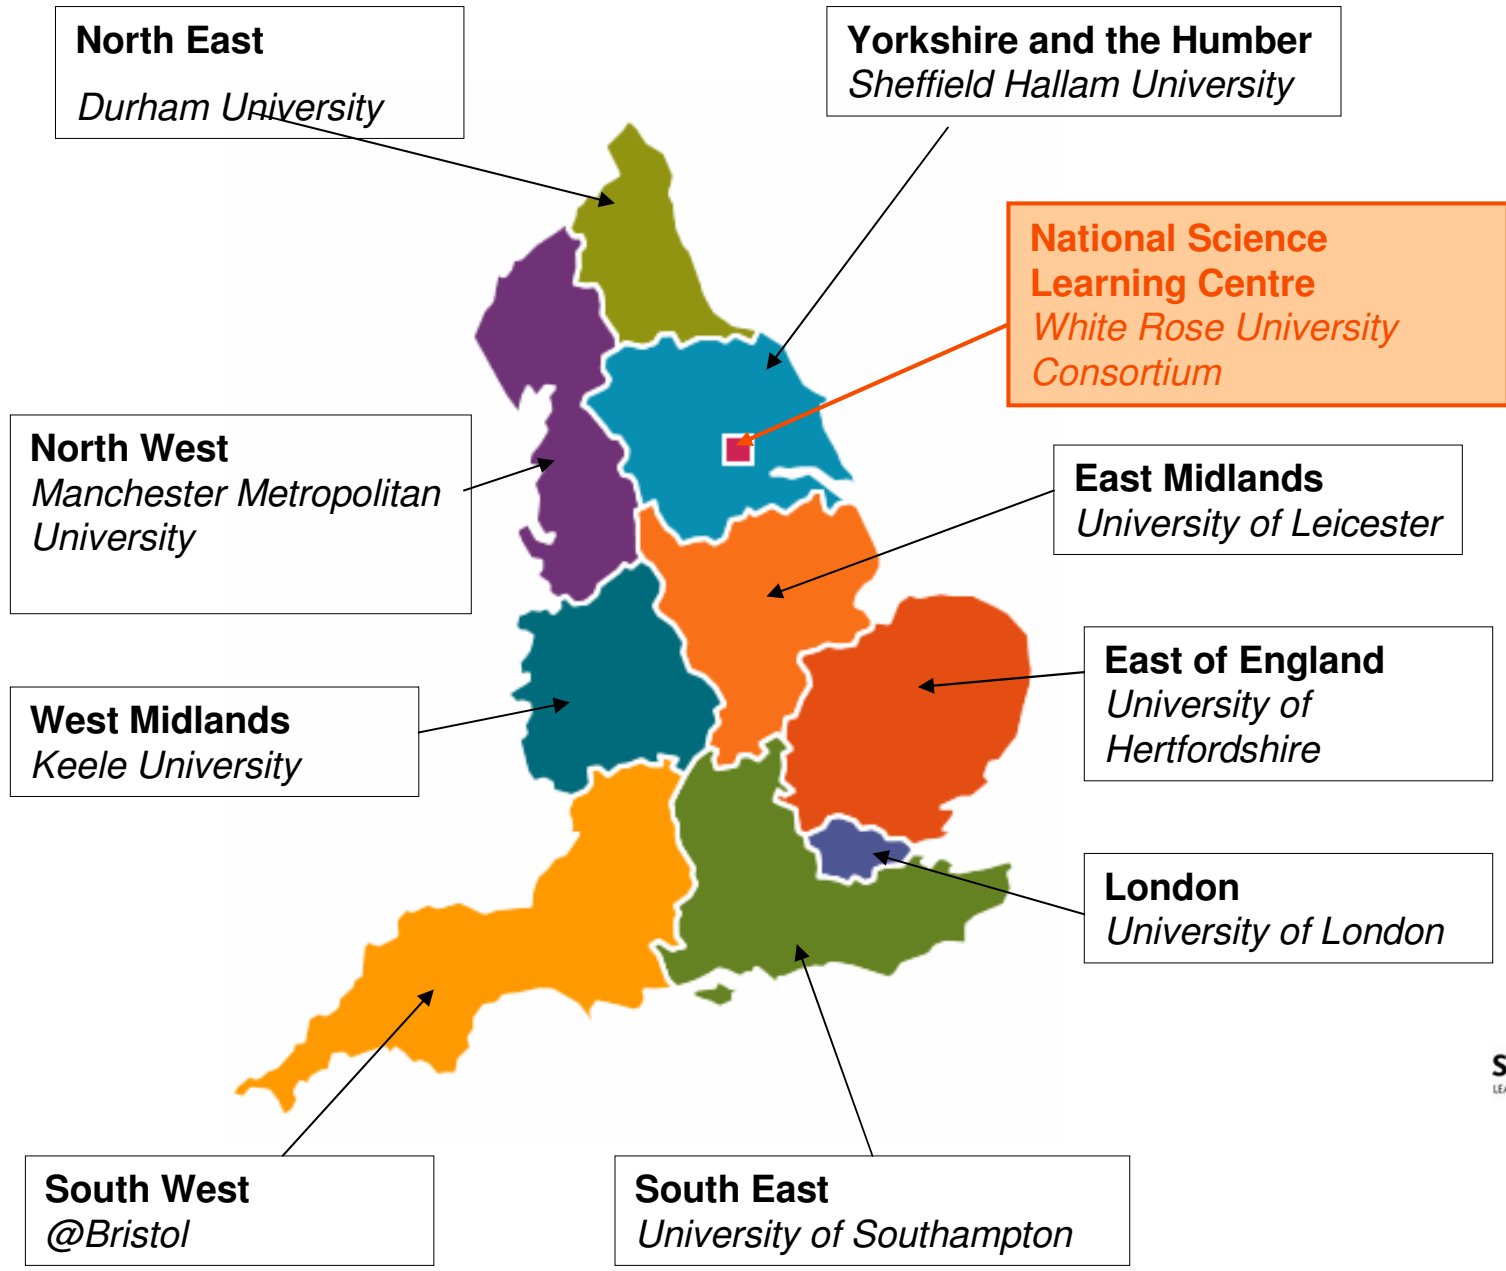 North East
Durham University
Yorkshire and the Humber
Sheffield Hallam University
National Science
Learning Centre
White Rose University
Consortium
North West
Manchester Metropolitan
University
East Midlands
University of Leicester
East of England
University of
Hertfordshire
West Midlands
Keele University
London
University of London
South West
@Bristol
South East
University of Southampton